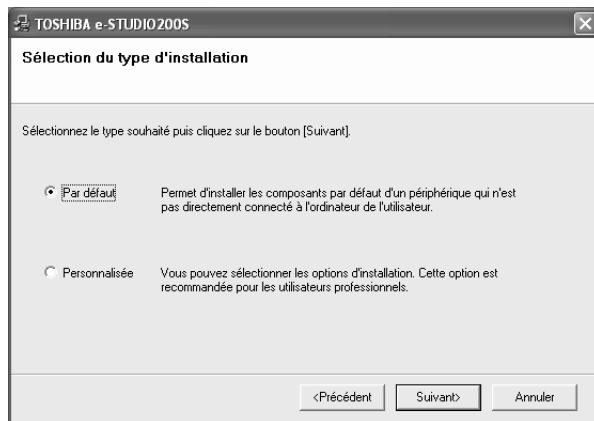 TOSHIBA e-STUDIO200S
Sélection du type d'installation
Sélectionnez le type souhaité puis cliquez sur le bouton [Suivant].
Par défaut
Permet d'installer les composants par défaut d'un périphérique qui n'est
pas directement connecté à l'ordinateur de l'utilisateur.
Personnalisée
Vous pouvez sélectionner les options d'installation. Cette option est
recommandée pour les utilisateurs professionnels.
<Précédent
Suivant>
Annuler